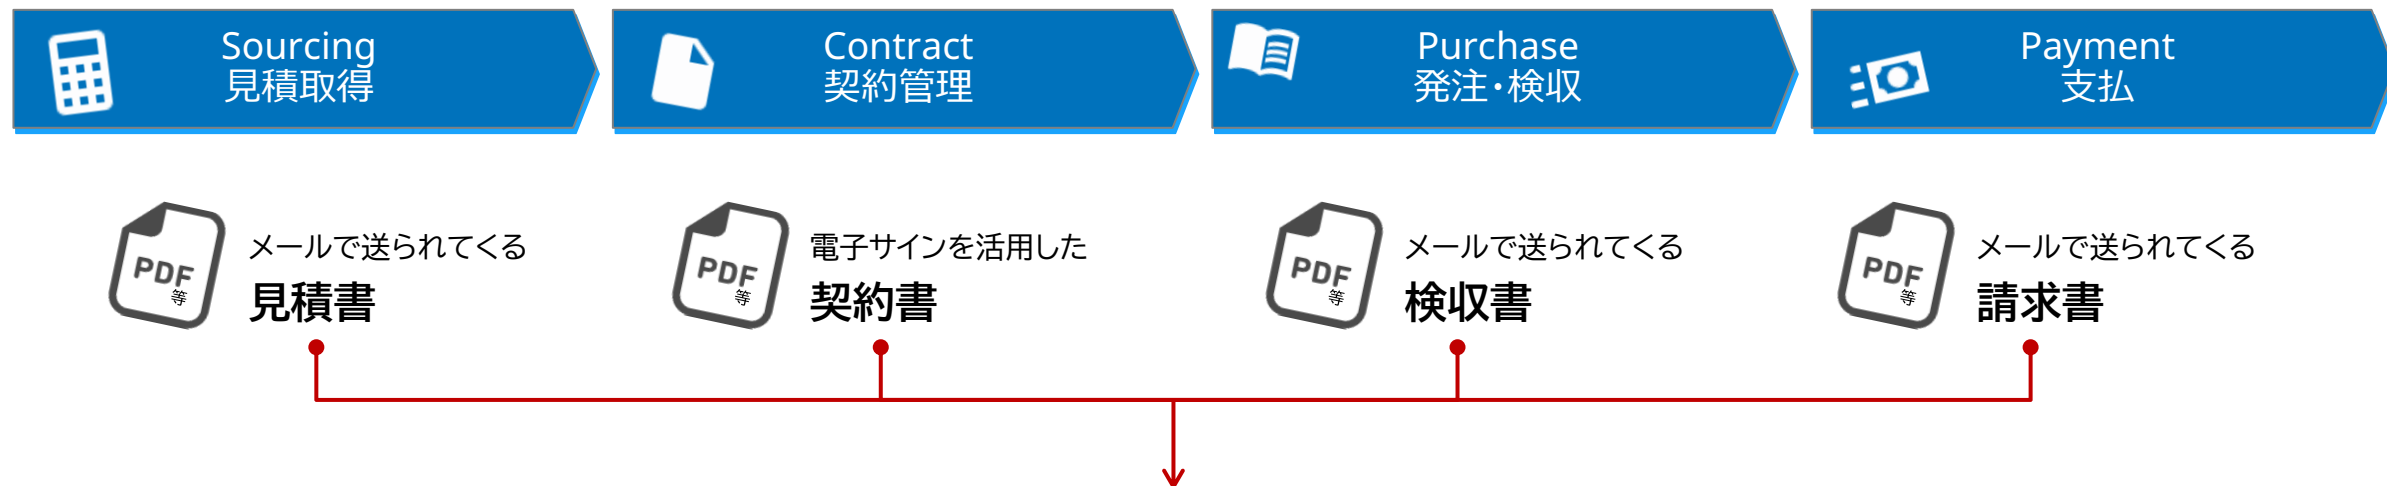 Sourcing
見積取得
Contract
契約管理
Purchase
発注・検収
Payment
支払
PDF
等
メールで送られてくる
見積書
PDF
等
電子サインを活用した
契約書
PDF
等
メールで送られてくる
検収書
PDF
等
メールで送られてくる
請求書